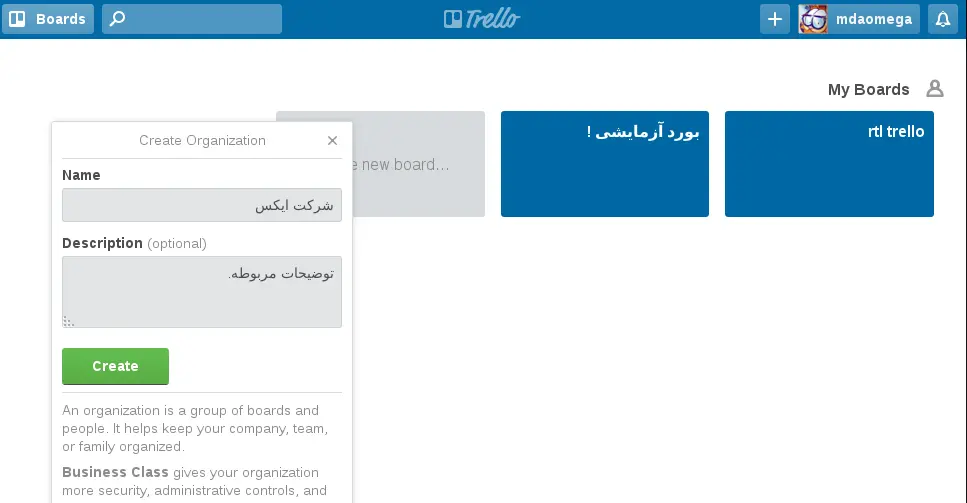 Boards
Trello
mdaomega
My Boards
e new board...
بورد آزمایشی !
rtl trello
Create Organization
Name
شرکت ایکس
Description (optional)
توضیحات مربوطه.
Create
An organization is a group of boards and
people. It helps keep your company, team,
or family organized.
Business Class gives your organization
more security, administrative controls, and